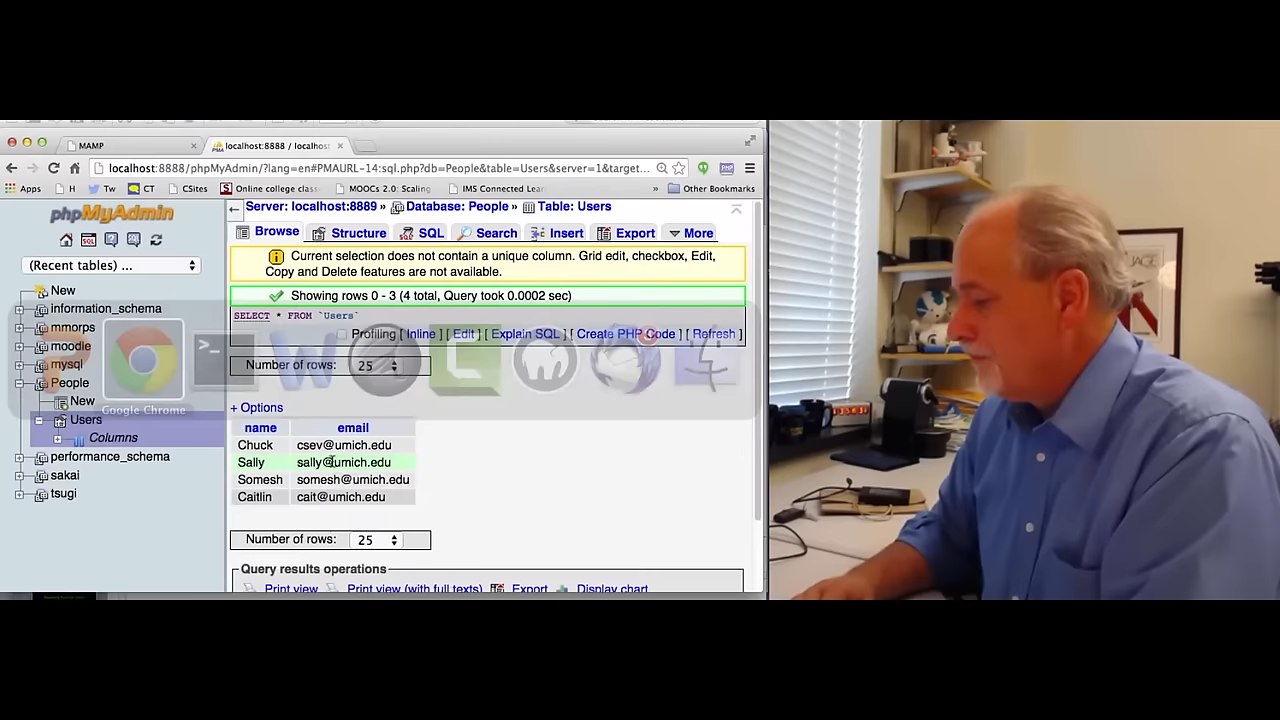 MAMP
localhost:8888 / localhost
localhost:8888/phpMyAdmin/?lang=en#PMAURL-14:sql.php?db=People&table=Users&server=1&target...
Apps H Tw CT CSites Online college class MOOCs 2.0: Scaling IMS Connected Lear » Other Bookmarks
phpMyAdmin
(Recent tables) ...
New
information_schema
mmorps
moodle
mysql
People
New
Users
Columns
performance_schema
sakai
tsugi
Server: localhost:8889 » Database: People » Table: Users
Browse Structure SQL Search Insert Export More
Current selection does not contain a unique column. Grid edit, checkbox, Edit,
Copy and Delete features are not available.
Showing rows 0 - 3 (4 total, Query took 0.0002 sec)
SELECT * FROM `Users`
Profiling [ Inline ] [ Edit ] [ Explain SQL ] [ Create PHP Code ] [ Refresh ]
Number of rows: 25
Google Chrome
+ Options
name email
Chuck csev@umich.edu
Sally sally@umich.edu
Somesh somesh@umich.edu
Caitlin cait@umich.edu
Number of rows: 25
Query results operations
Print view Print view (with full texts) Export Display chart